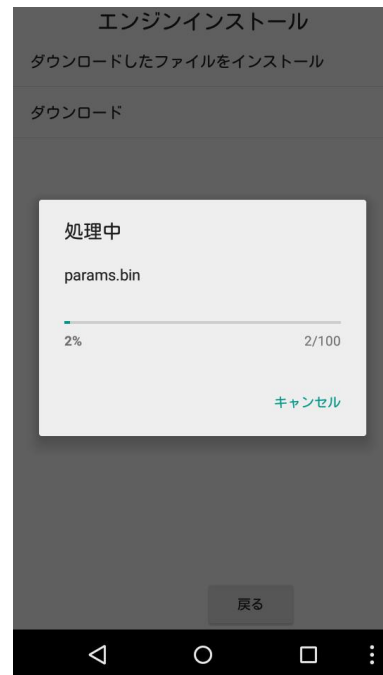 エンジンインストール
ダウンロードしたファイルをインストール
ダウンロード
処理中
params.bin
2%
2/100
キャンセル
戻る